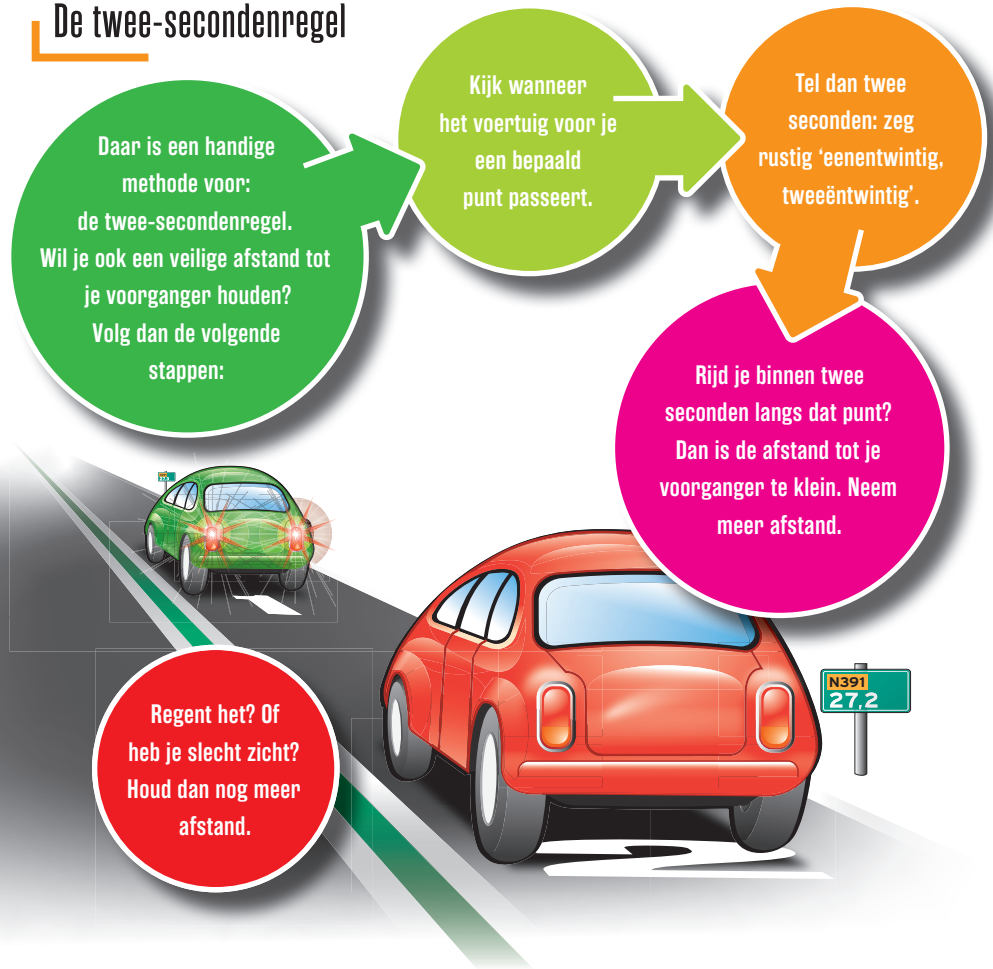 De twee-secondenregel
Daar is een handige
methode voor:
de twee-secondenregel.
Wil je ook een veilige afstand tot
je voorganger houden?
Volg dan de volgende
stappen:
Kijk wanneer
het voertuig voor je
een bepaald
punt passeert.
Tel dan twee
seconden: zeg
rustig ‘eenentwintig,
tweeëntwintig’.
Rijd je binnen twee
seconden langs dat punt?
Dan is de afstand tot je
voorganger te klein. Neem
meer afstand.
Regent het? Of
heb je slecht zicht?
Houd dan nog meer
afstand.
N391
27,2